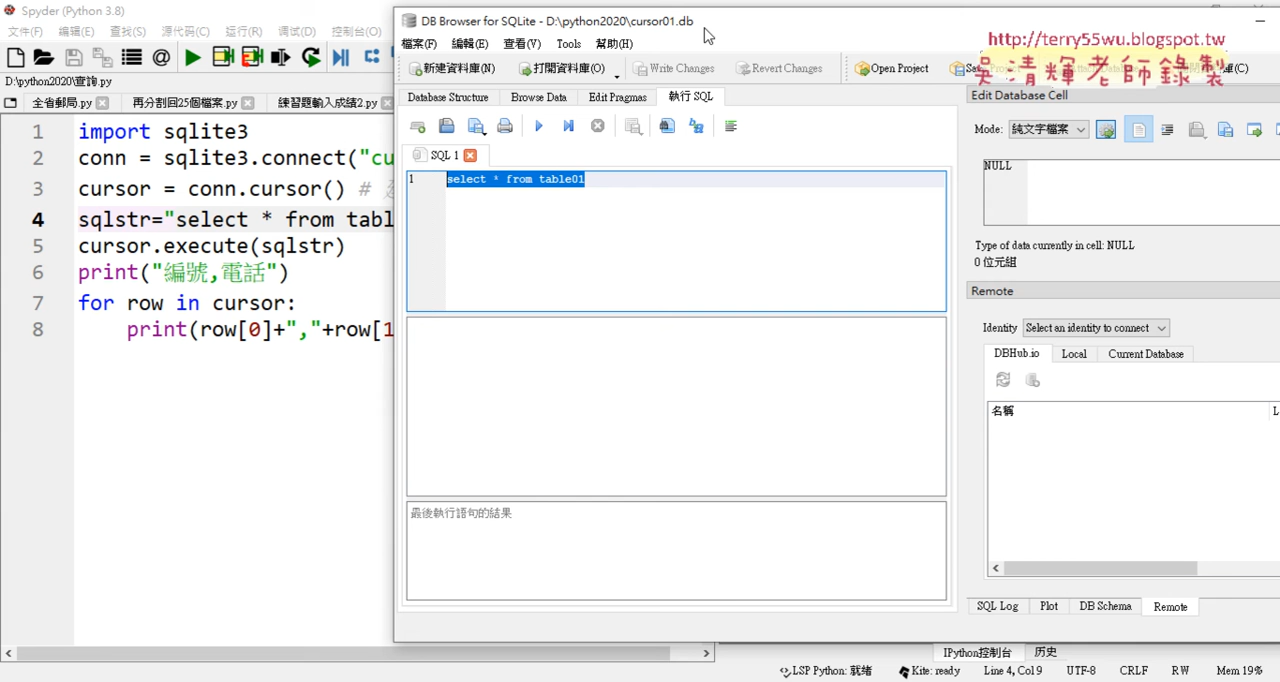 Spyder (Python 3.8)
文件(F) 编辑(E) 查找(S) 源代码(C) 运行(R) 调试(D) 控制台(O)
D:\python2020\查詢.py
全省郵局.py 再分割回25個檔案.py 練習題輸入成績2.py
1 import sqlite3
2 conn = sqlite3.connect("cu
3 cursor = conn.cursor() #
4 sqlstr="select * from tabl
5 cursor.execute(sqlstr)
6 print("編號,電話")
7 for row in cursor:
8 print(row[0]+","+row[1
DB Browser for SQLite - D:\python2020\cursor01.db
檔案(F) 編輯(E) 查看(V) Tools 幫助(H)
新建資料庫(N) 打開資料庫(O) Write Changes Revert Changes Open Project
http://terry55wu.blogspot.tw
吳清輝老師錄製
Database Structure Browse Data Edit Pragmas 執行 SQL
SQL 1
1 select * from table01
最後執行語句的結果
Edit Database Cell
Mode: 純文字檔案
NULL
Type of data currently in cell: NULL
0 位元組
Remote
Identity Select an identity to connect
DBHub.io Local Current Database
名稱
SQL Log Plot DB Schema Remote
IPython控制台 历史
LSP Python: 就绪 Kite: ready Line 4, Col9 UTF-8 CRLF RW Mem 19%